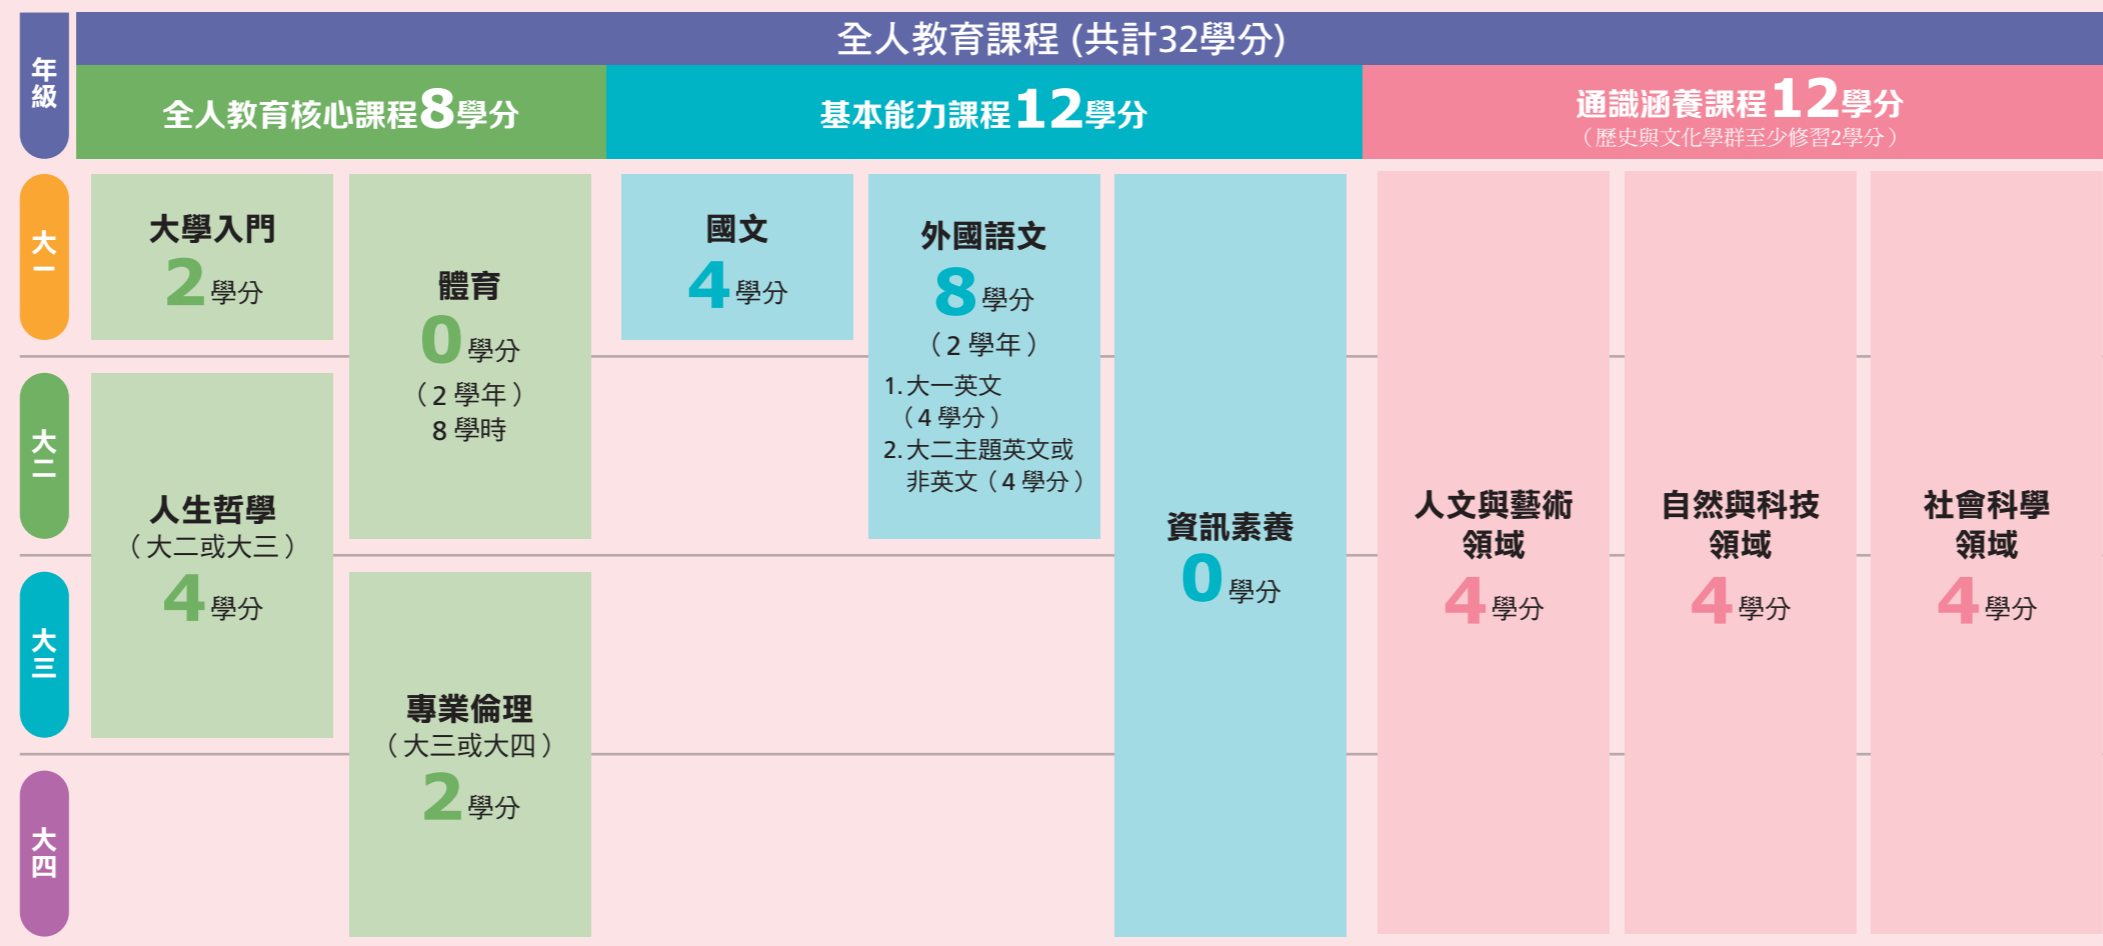 年級
全人教育課程 (共計32學分)
全人教育核心課程8學分
基本能力課程12學分
通識涵養課程12學分
（歷史與文化學群至少修習2學分）
大一
大學入門
2學分
體育
0學分
（2 學年）
8 學時
國文
4學分
外國語文
8學分
（2 學年）
1.大一英文
（4 學分）
2.大二主題英文或
非英文（4 學分）
資訊素養
0學分
人文與藝術
領域
4學分
自然與科技
領域
4學分
社會科學
領域
4學分
大二
人生哲學
（大二或大三）
4學分
大三
專業倫理
（大三或大四）
2學分
大四